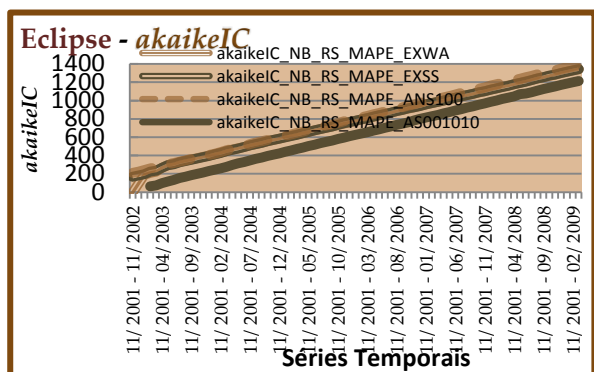 Eclipse - akaikeIC
akaikeIC_NB_RS_MAPE_EXWA
akaikeIC_NB_RS_MAPE_EXSS
akaikeIC_NB_RS_MAPE_ANS100
akaikeIC_NB_RS_MAPE_AS001010
akaikeIC
1400
1200
1000
800
600
400
200
0
11/ 2001 - 11/ 2002
11/ 2001 - 04/ 2003
11/ 2001 - 09/ 2003
11/ 2001 - 02/ 2004
11/ 2001 - 07/ 2004
11/ 2001 - 12/ 2004
11/ 2001 - 05/ 2005
11/ 2001 - 10/ 2005
11/ 2001 - 03/ 2006
11/ 2001 - 08/ 2006
11/ 2001 - 01/ 2007
11/ 2001 - 06/ 2007
11/ 2001 - 11/ 2007
11/ 2001 - 04/ 2008
11/ 2001 - 09/ 2008
11/ 2001 - 02/ 2009
Séries Temporais